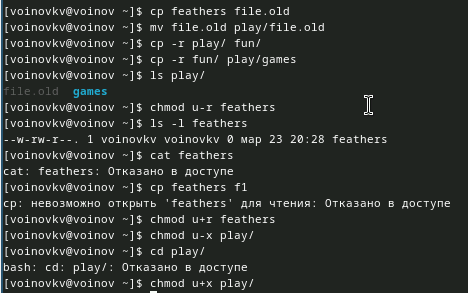 [voinovkv@voinov ~]$ cp feathers file.old
[voinovkv@voinov ~]$ mv file.old play/file.old
[voinovkv@voinov ~]$ cp -r play/ fun/
[voinovkv@voinov ~]$ cp -r fun/ play/games
[voinovkv@voinov ~]$ ls play/
file.old  games
[voinovkv@voinov ~]$ chmod u-r feathers
[voinovkv@voinov ~]$ ls -l feathers
--w-rw-r--. 1 voinovkv voinovkv 0 мар 23 20:28 feathers
[voinovkv@voinov ~]$ cat feathers
cat: feathers: Отказано в доступе
[voinovkv@voinov ~]$ cp feathers f1
cp: невозможно открыть 'feathers' для чтения: Отказано в доступе
[voinovkv@voinov ~]$ chmod u+r feathers
[voinovkv@voinov ~]$ chmod u-x play/
[voinovkv@voinov ~]$ cd play/
bash: cd: play/: Отказано в доступе
[voinovkv@voinov ~]$ chmod u+x play/